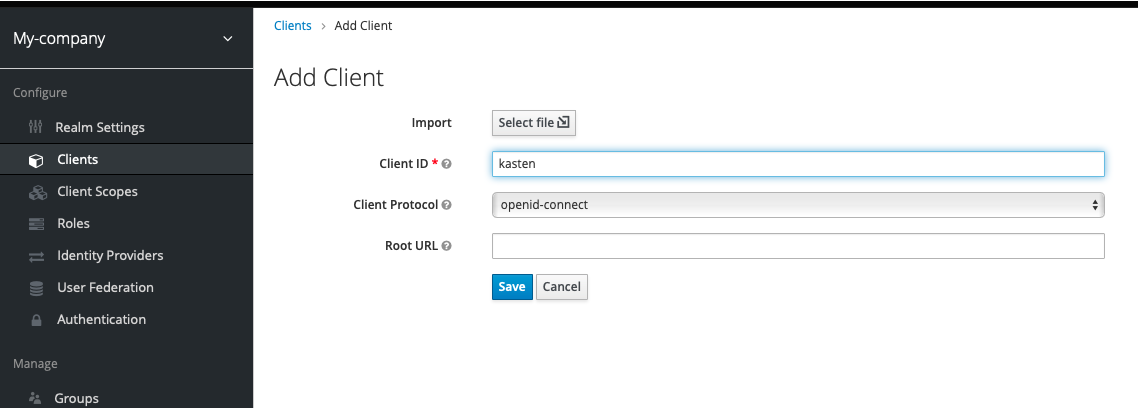 My-company
Clients > Add Client
Add Client
Configure
Import Select file
Realm Settings
Clients
Client ID * kasten
Client Scopes
Client Protocol openid-connect
Roles
Root URL
Identity Providers
User Federation
Save Cancel
Authentication
Manage
Groups